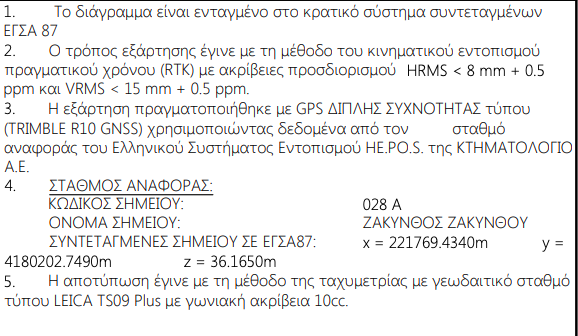 1. Το διάγραμμα είναι ενταγμένο στο κρατικό σύστημα συντεταγμένων
ΕΓΣΑ 87
2. Ο τρόπος εξάρτησης έγινε με τη μέθοδο του κινηματικού εντοπισμού
πραγματικού χρόνου (RTK) με ακρίβειες προσδιορισμού HRMS < 8 mm + 0.5
ppm και VRMS < 15 mm + 0.5 ppm.
3. Η εξάρτηση πραγματοποιήθηκε με GPS ΔΙΠΛΗΣ ΣΥΧΝΟΤΗΤΑΣ τύπου
(TRIMBLE R10 GNSS) χρησιμοποιώντας δεδομένα από τον σταθμό
αναφοράς του Ελληνικού Συστήματος Εντοπισμού HE.PO.S. της ΚΤΗΜΑΤΟΛΟΓΙΟ
Α.Ε.
4. ΣΤΑΘΜΟΣ ΑΝΑΦΟΡΑΣ:
ΚΩΔΙΚΟΣ ΣΗΜΕΙΟΥ: 028 A
ΟΝΟΜΑ ΣΗΜΕΙΟΥ: ΖΑΚΥΝΘΟΣ ΖΑΚΥΝΘΟΥ
ΣΥΝΤΕΤΑΓΜΕΝΕΣ ΣΗΜΕΙΟΥ ΣΕ ΕΓΣΑ87: x = 221769.4340m y =
4180202.7490m z = 36.1650m
5. Η αποτύπωση έγινε με τη μέθοδο της ταχυμετρίας με γεωδαιτικό σταθμό
τύπου LEICA TS09 Plus με γωνιακή ακρίβεια 10cc.